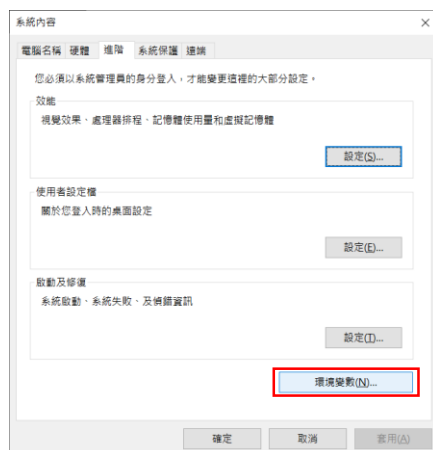 系統內容
電腦名稱 硬體 進階 系統保護 遠端
您必須以系統管理員的身分登入，才能變更這裡的大部分設定。
效能
視覺效果、處理器排程、記憶體使用量和虛擬記憶體
設定(S)...
使用者設定檔
關於您登入時的桌面設定
設定(E)...
啟動及修復
系統啟動、系統失敗、及偵錯資訊
設定(T)...
環境變數(N)...
確定 取消 套用(A)